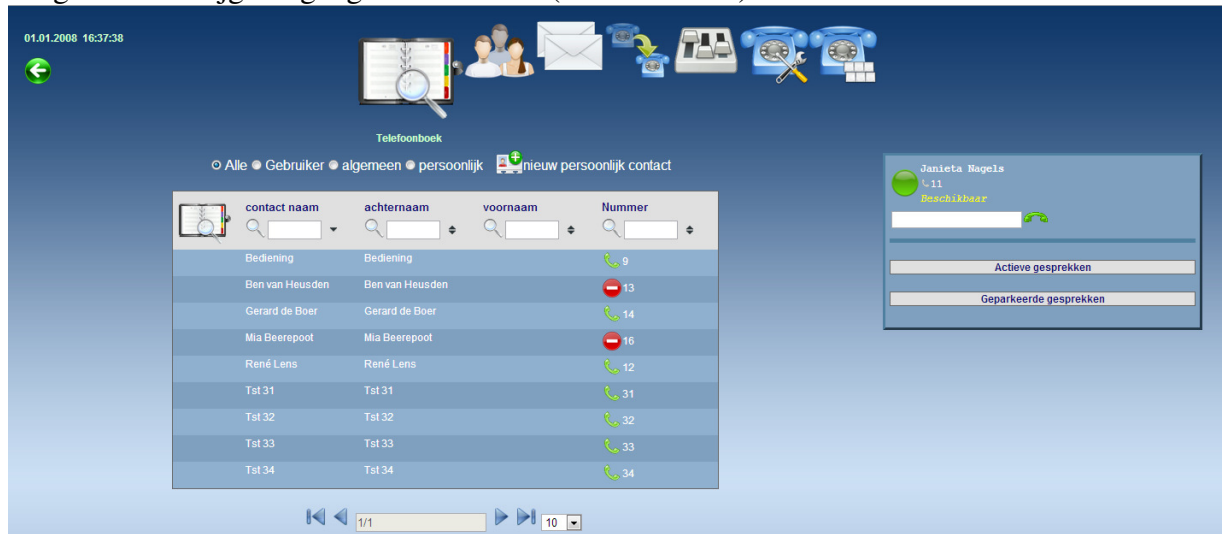 01.01.2008 16:37:38
Telefoonboek
Alle Gebruiker algemeen persoonlijk nieuw persoonlijk contact
contact naam achternaam voornaam Nummer
Bediening Bediening 9
Ben van Heusden Ben van Heusden 13
Gerard de Boer Gerard de Boer 14
Mia Beerepoot Mia Beerepoot 16
René Lens René Lens 12
Tst 31 Tst 31 31
Tst 32 Tst 32 32
Tst 33 Tst 33 33
Tst 34 Tst 34 34
1/1 10
Janieta Nagels
11
Beschikbaar
Actieve gesprekken
Geparkeerde gesprekken